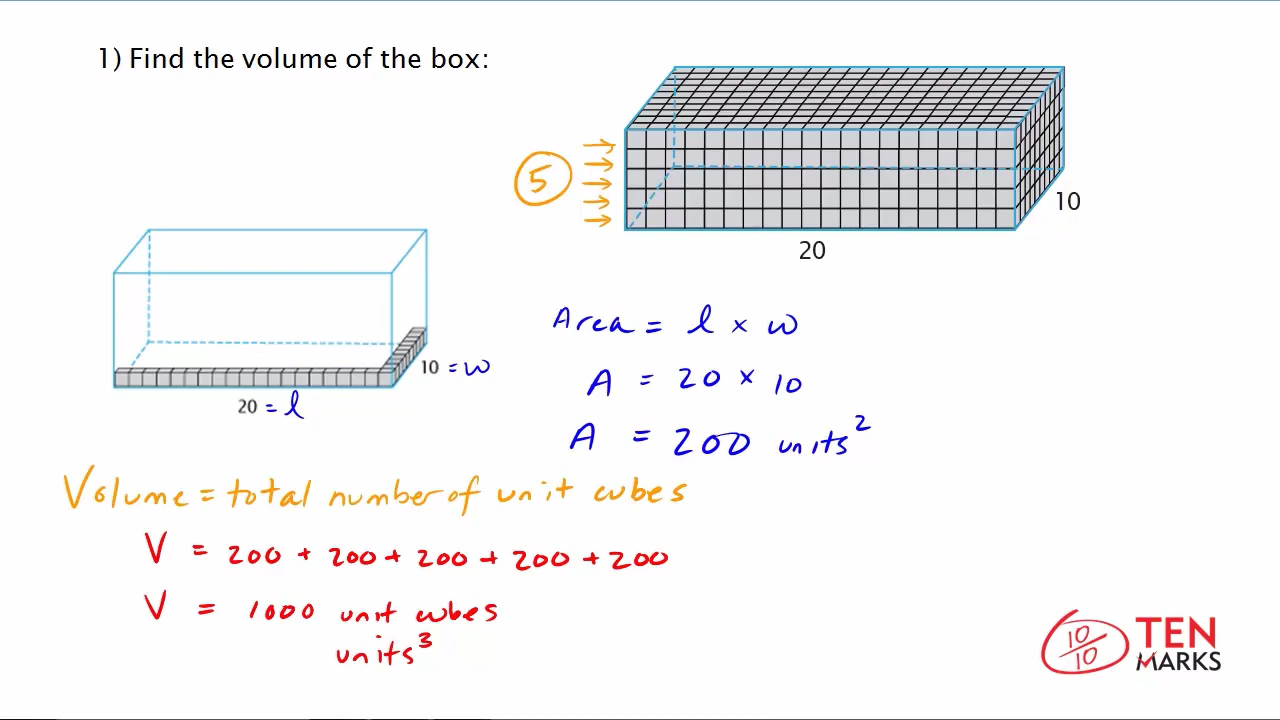 1) Find the volume of the box:
5
10
20
10 = w
20 = l
Area = l × w
A = 20 × 10
A = 200 units²
Volume = total number of unit cubes
V = 200 + 200 + 200 + 200 + 200
V = 1000 unit cubes
units³
10/10
TEN
MARKS